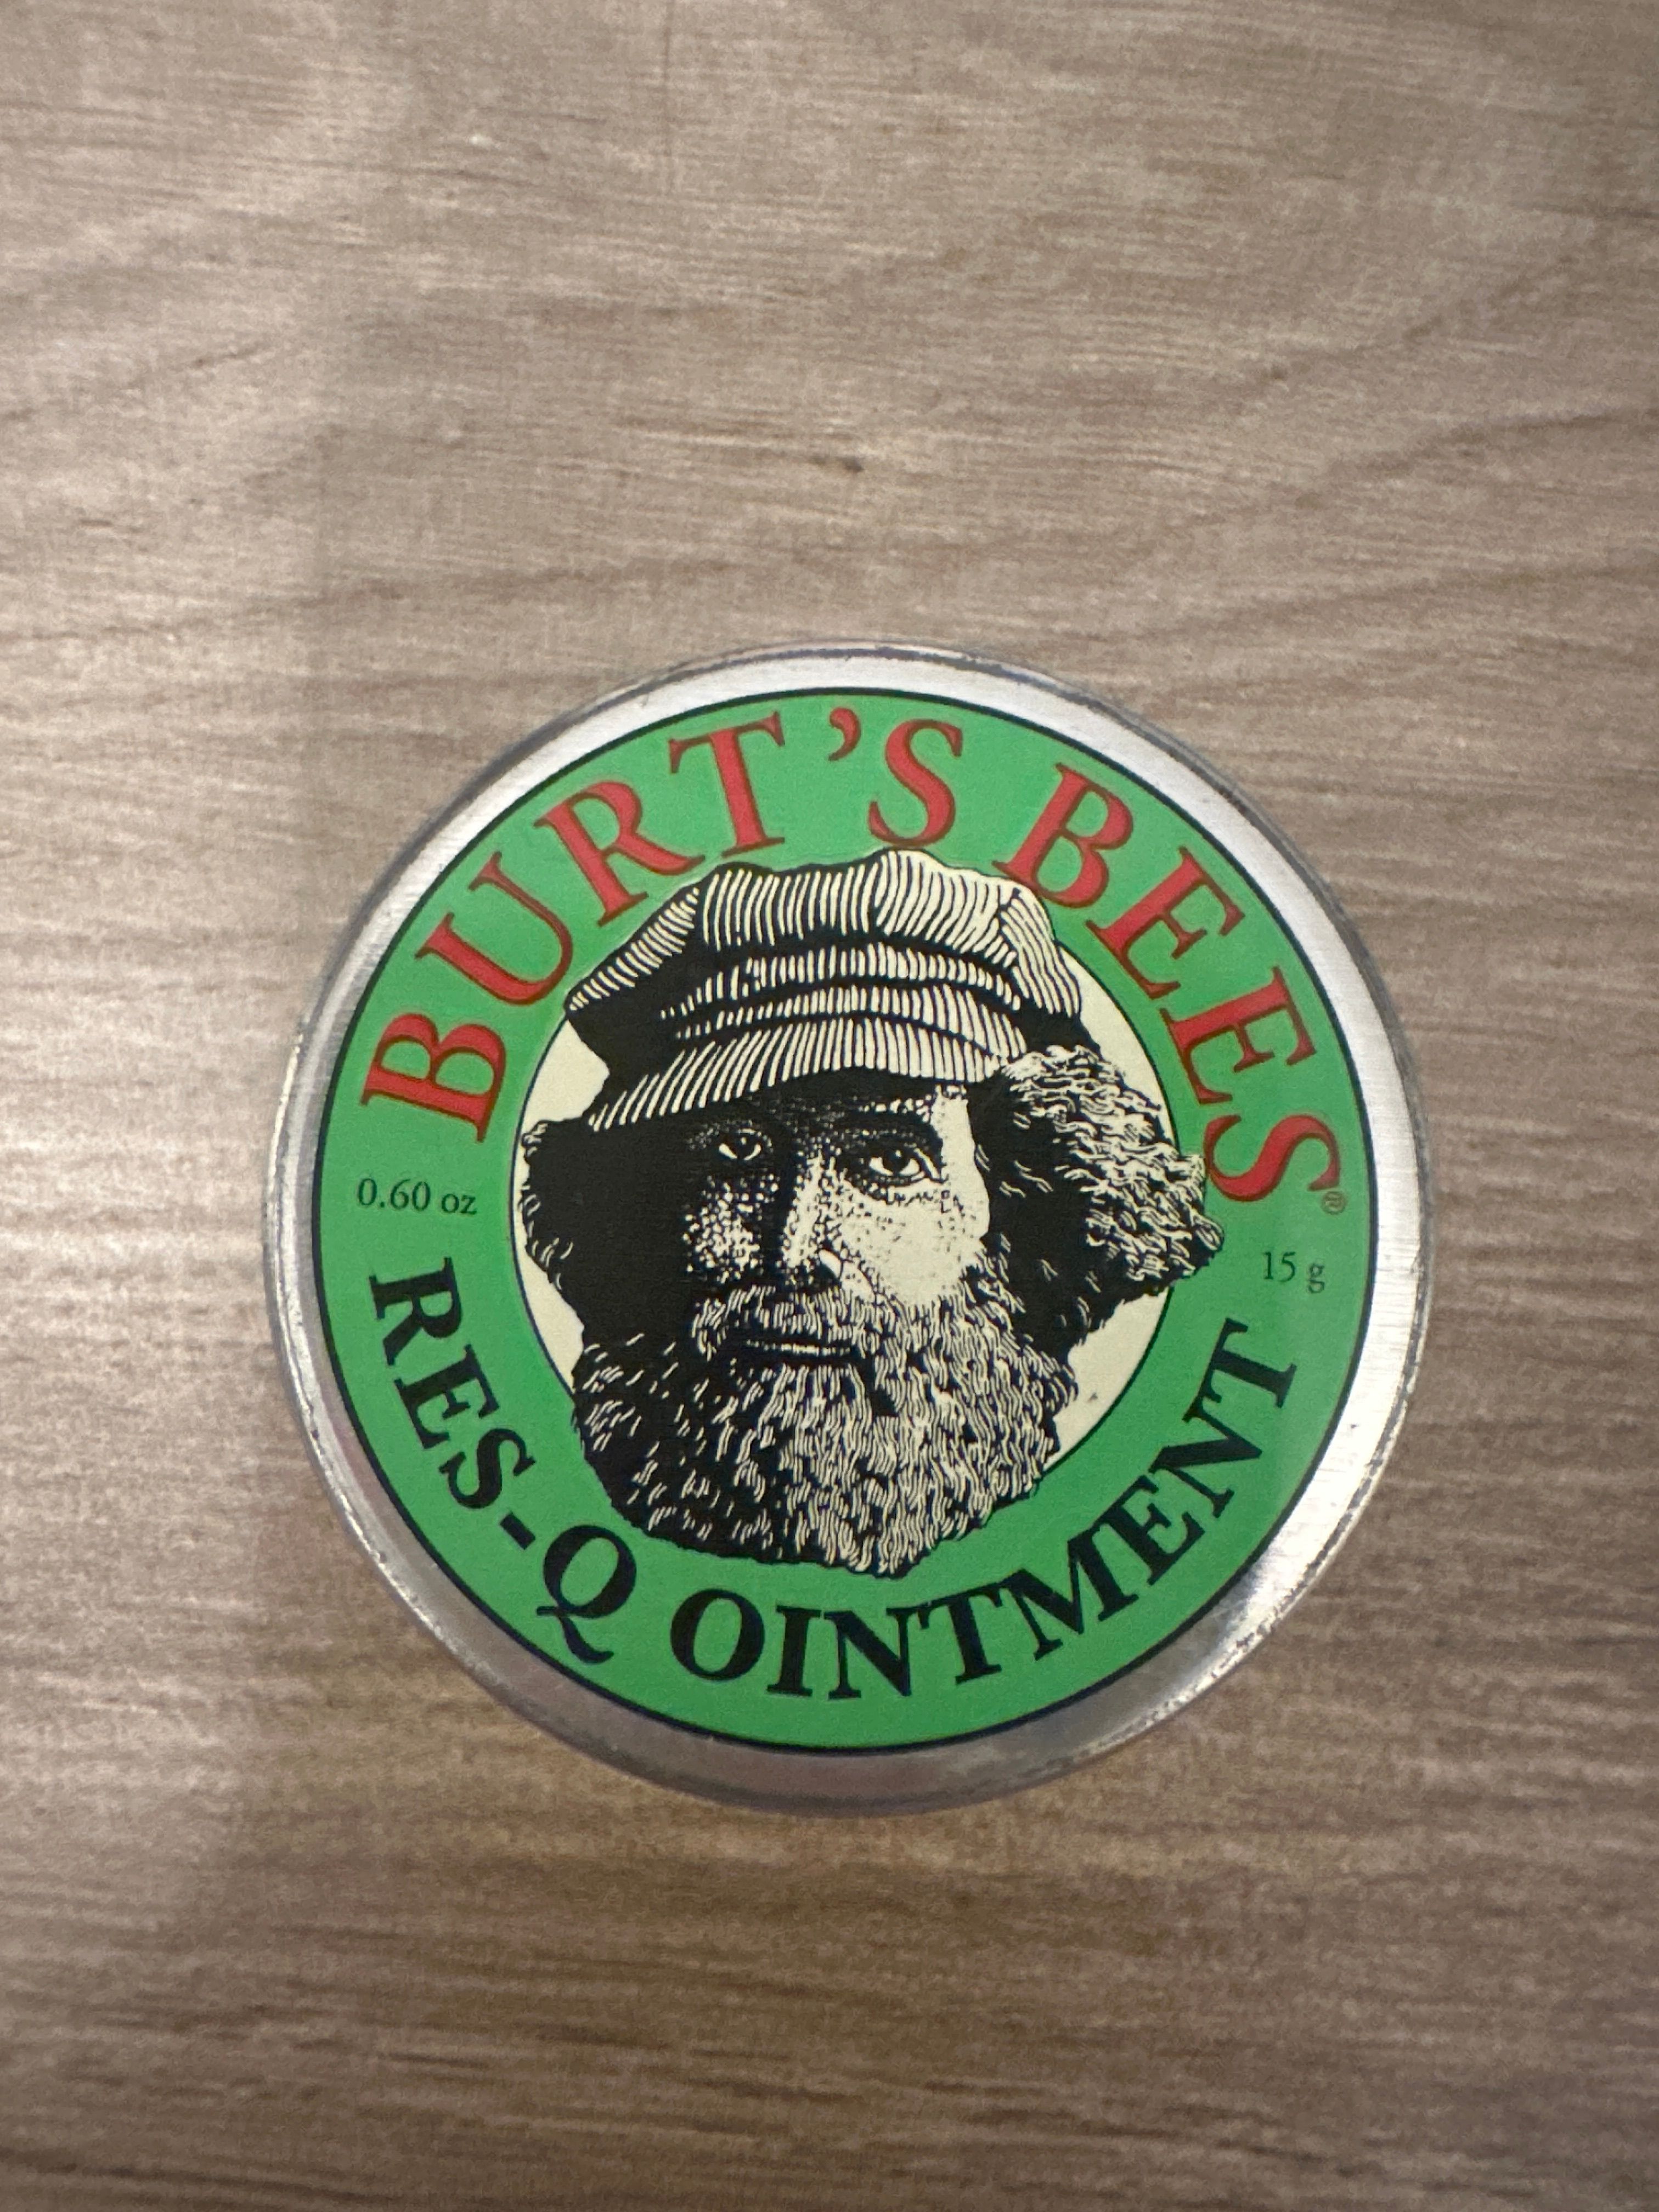 BURT'S BEES®
0.60 oz
15 g
RES-Q OINTMENT